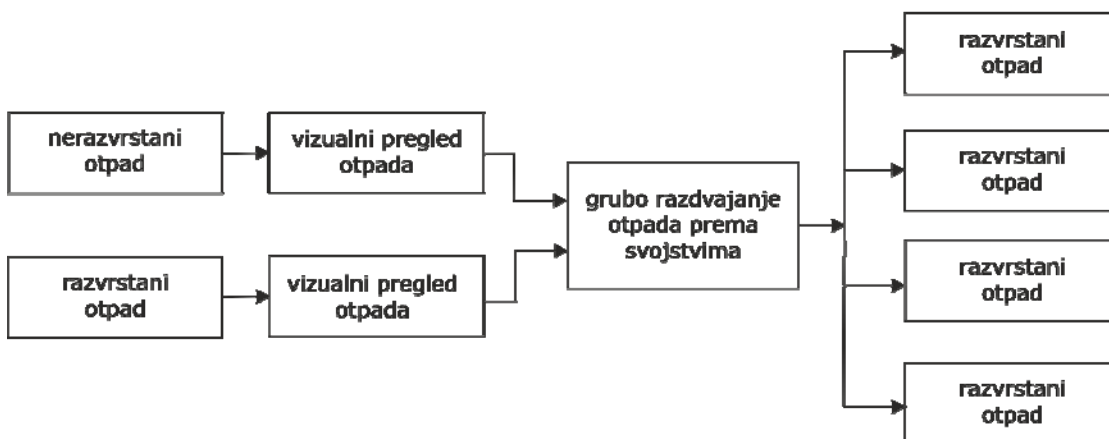 nerazvrstani
otpad
vizualni pregled
otpada
razvrstani
otpad
vizualni pregled
otpada
grubo razdvajanje
otpada prema
svojstvima
razvrstani
otpad
razvrstani
otpad
razvrstani
otpad
razvrstani
otpad